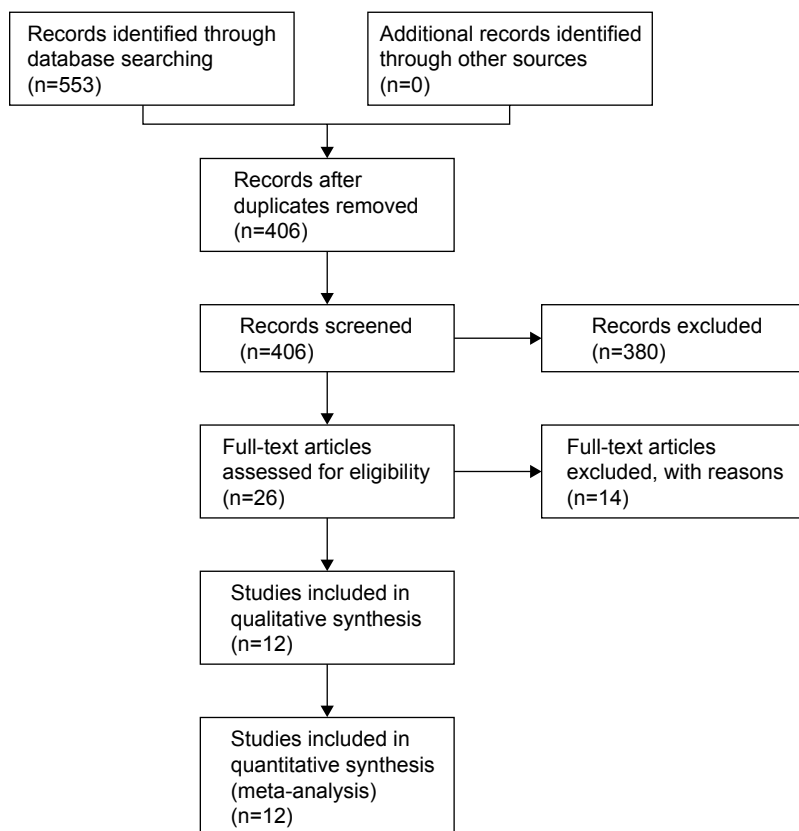 Records identified through
database searching
(n=553)
Additional records identified
through other sources
(n=0)
Records after
duplicates removed
(n=406)
Records screened
(n=406)
Records excluded
(n=380)
Full-text articles
assessed for eligibility
(n=26)
Full-text articles
excluded, with reasons
(n=14)
Studies included in
qualitative synthesis
(n=12)
Studies included in
quantitative synthesis
(meta-analysis)
(n=12)